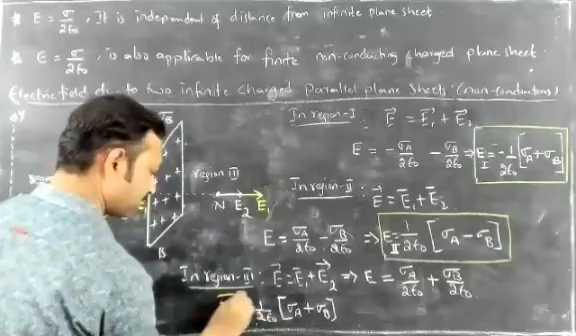 * E = σ/2ε₀, It is independent of distance from infinite plane sheet
* E = σ/2ε₀, is also applicable for finite non-conducting charged plane sheet.
Electric field to two infinite charged Parallel plane sheets (non-conductors)
Y
In region-I: E⃗ = E⃗₁ + E⃗₂
B
E = -σA/2ε₀ - σB/2ε₀ ⇒ E_I = -1/2ε₀ [σA + σB]
region III
In region-II: E⃗ = E⃗₁ + E⃗₂
N E₂ E₁
E = σA/2ε₀ - σB/2ε₀ ⇒ E_II = 1/2ε₀ [σA - σB]
B
In region-III: E⃗ = E⃗₁ + E⃗₂ ⇒ E = σA/2ε₀ + σB/2ε₀
1/2ε₀ [σA + σB]